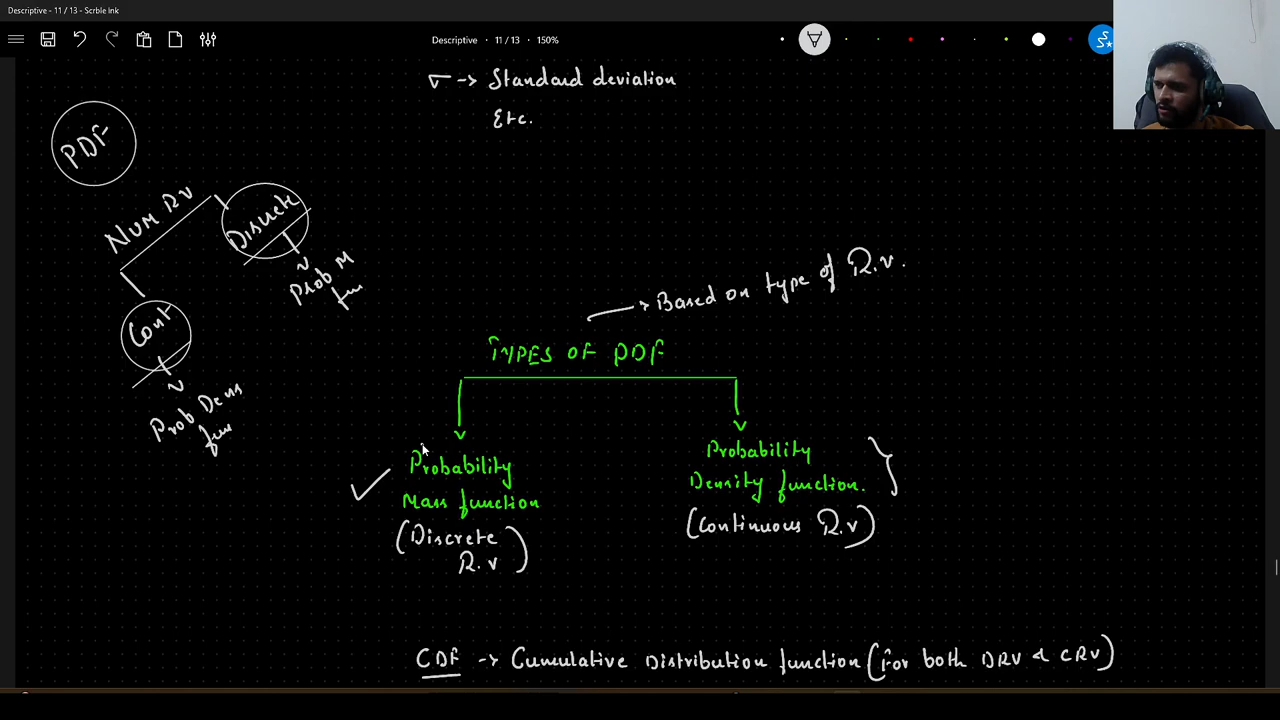 Descriptive - 11 / 13 - Scrble Ink
Descriptive • 11 / 13 • 150%
σ -> Standard deviation
Etc.
PDF
Num RV
Discrete
Prob M
fun
Cont
Prob Dens
fun
-> Based on type of R.v.
TYPES OF PDF
Probability
Mass function
(Discrete
R.v)
Probability
Density function.
(Continuous R.v)
CDF -> Cumulative Distribution function (For both DRV & CRV)